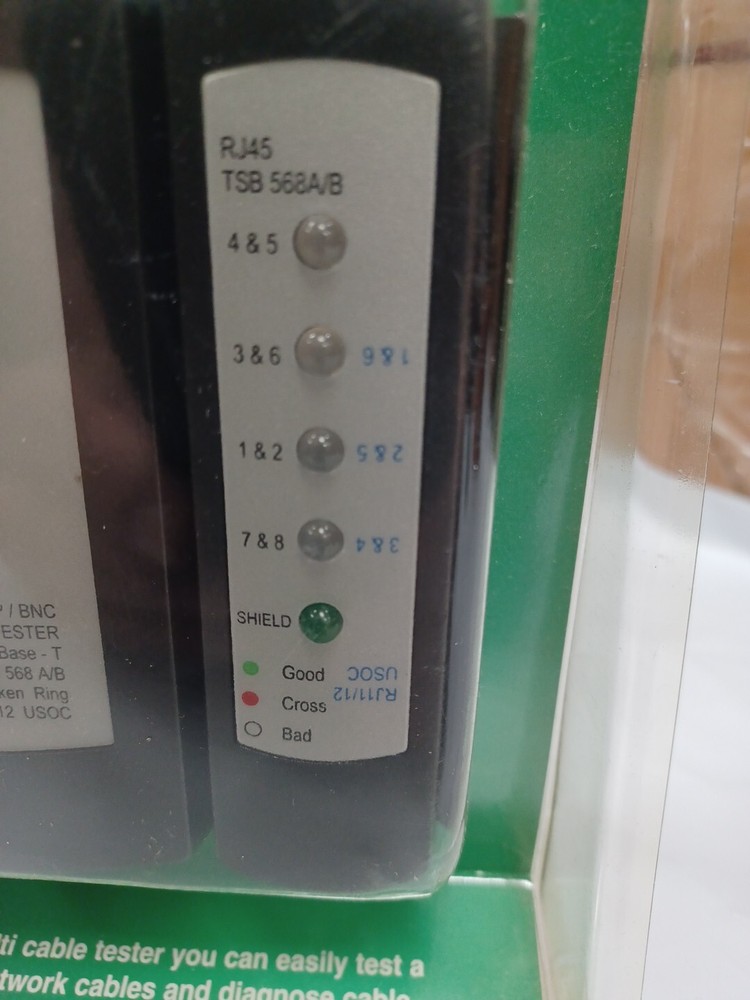 RJ45
TSB 568A/B
4 & 5
3 & 6 1 & 6
1 & 2 2 & 5
7 & 8 3 & 4
SHIELD
Good
Cross
Bad
RJ11/12
USOC
/ BNC
ESTER
Base - T
568 A/B
ken Ring
12 USOC
ti cable tester you can easily test a
twork cables and diagnose cable